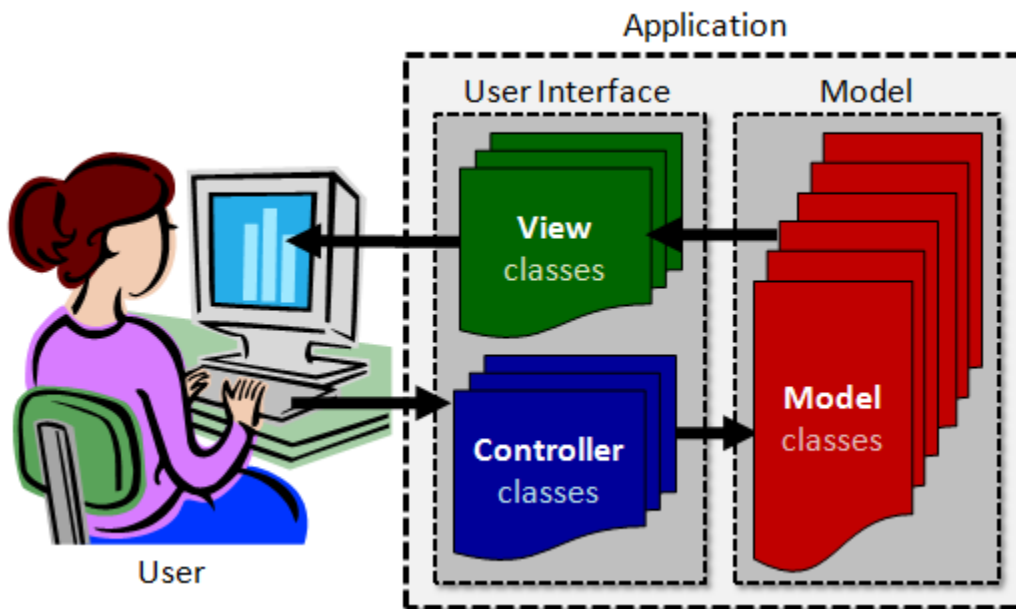 Application
User Interface
Model
View
classes
Model
classes
Controller
classes
User